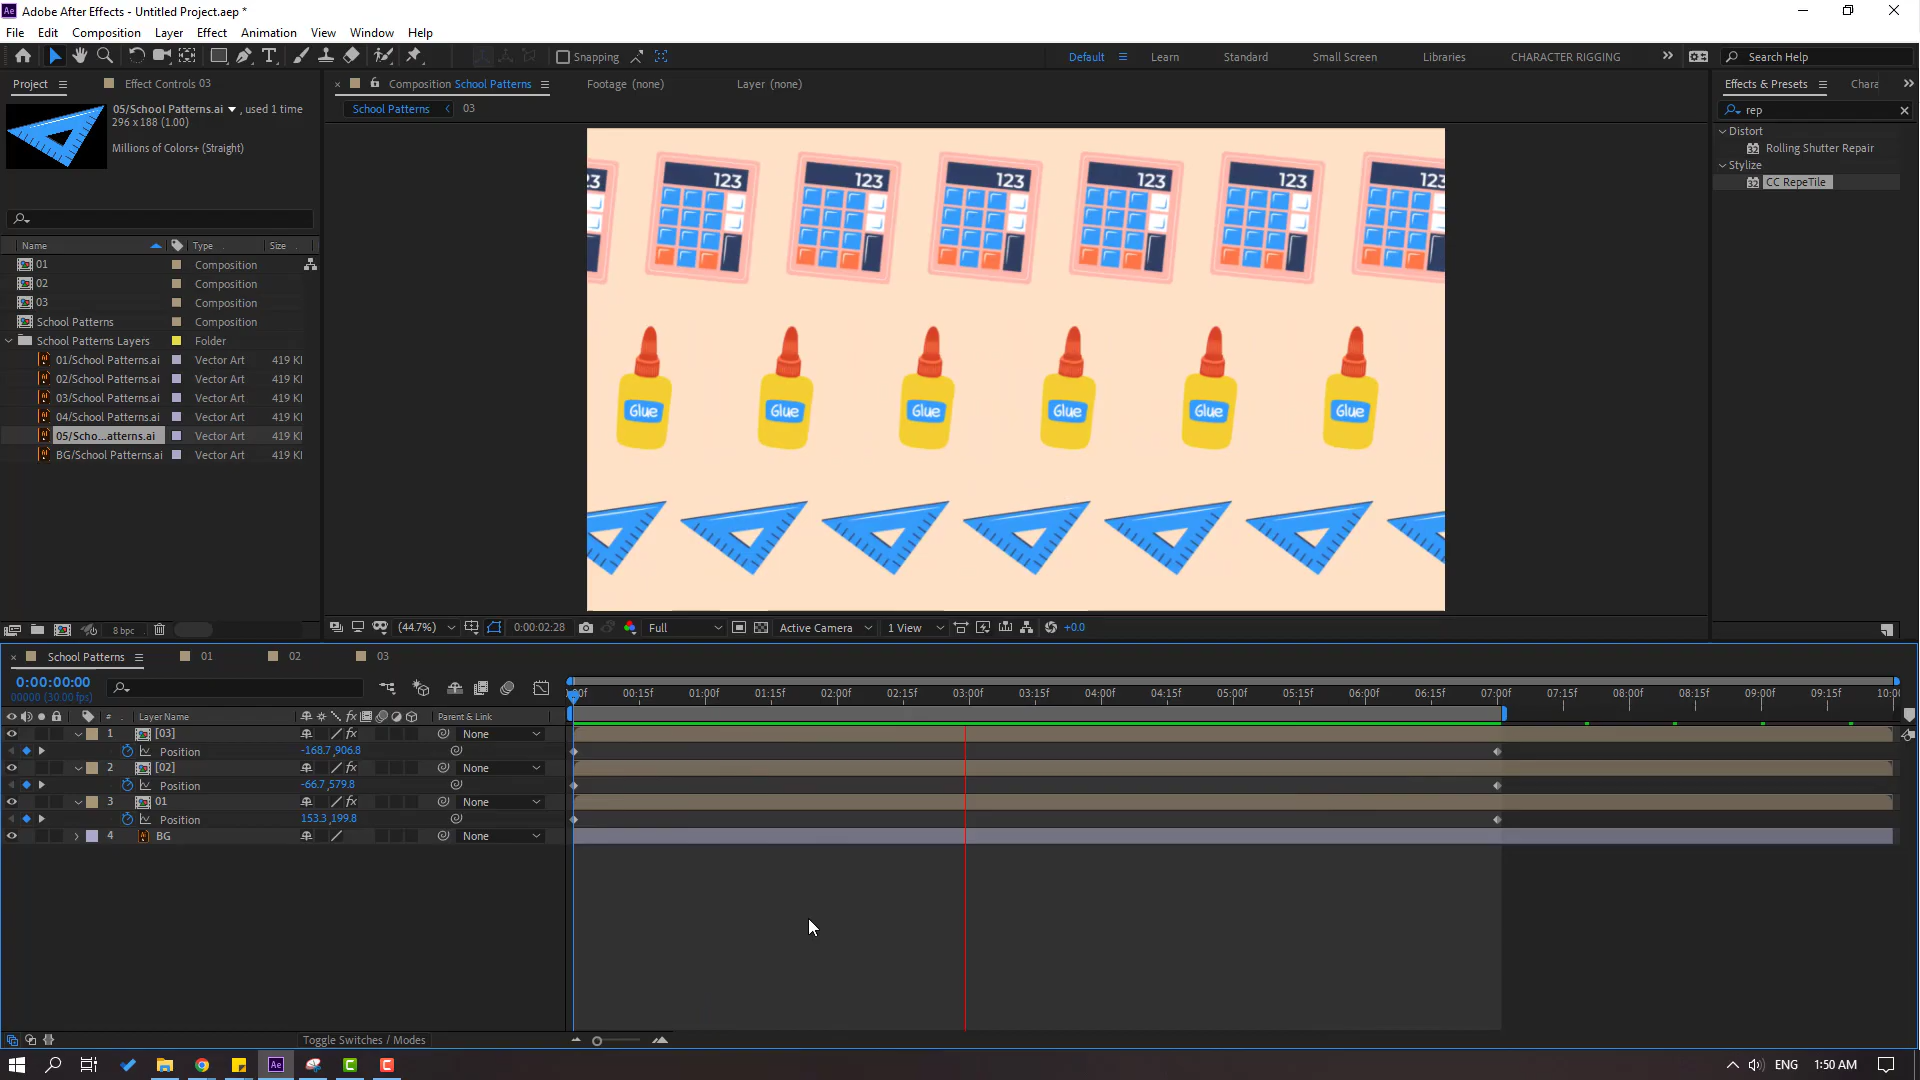 Adobe After Effects - Untitled Project.aep *
File Edit Composition Layer Effect Animation View Window Help
Snapping
Default Learn Standard Small Screen Libraries CHARACTER RIGGING Search Help
Project Effect Controls 03
Composition School Patterns Footage (none) Layer (none)
Effects & Presets Chara
05/School Patterns.ai , used 1 time
296 x 188 (1.00)
Millions of Colors+ (Straight)
School Patterns 03
rep
Distort
Rolling Shutter Repair
Stylize
CC RepeTile
Name Type Size
01 Composition
02 Composition
03 Composition
School Patterns Composition
School Patterns Layers Folder
01/School Patterns.ai Vector Art 419 KI
02/School Patterns.ai Vector Art 419 KI
03/School Patterns.ai Vector Art 419 KI
04/School Patterns.ai Vector Art 419 KI
05/Scho...atterns.ai Vector Art 419 KI
BG/School Patterns.ai Vector Art 419 KI
23 123 123 123 123 123 12
Glue Glue Glue Glue Glue Glue
8 bpc
(44.7%) 0:00:02:28 Full Active Camera 1 View +0.0
School Patterns 01 02 03
0:00:00:00
00000 (30.00 fps)
:00f 00:15f 01:00f 01:15f 02:00f 02:15f 03:00f 03:15f 04:00f 04:15f 05:00f 05:15f 06:00f 06:15f 07:00f 07:15f 08:00f 08:15f 09:00f 09:15f 10:00
# Layer Name Parent & Link
1 [03] None
Position -168.7,906.8
2 [02] None
Position -66.7,579.8
3 01 None
Position 153.3,199.8
4 BG None
Toggle Switches / Modes
ENG 1:50 AM